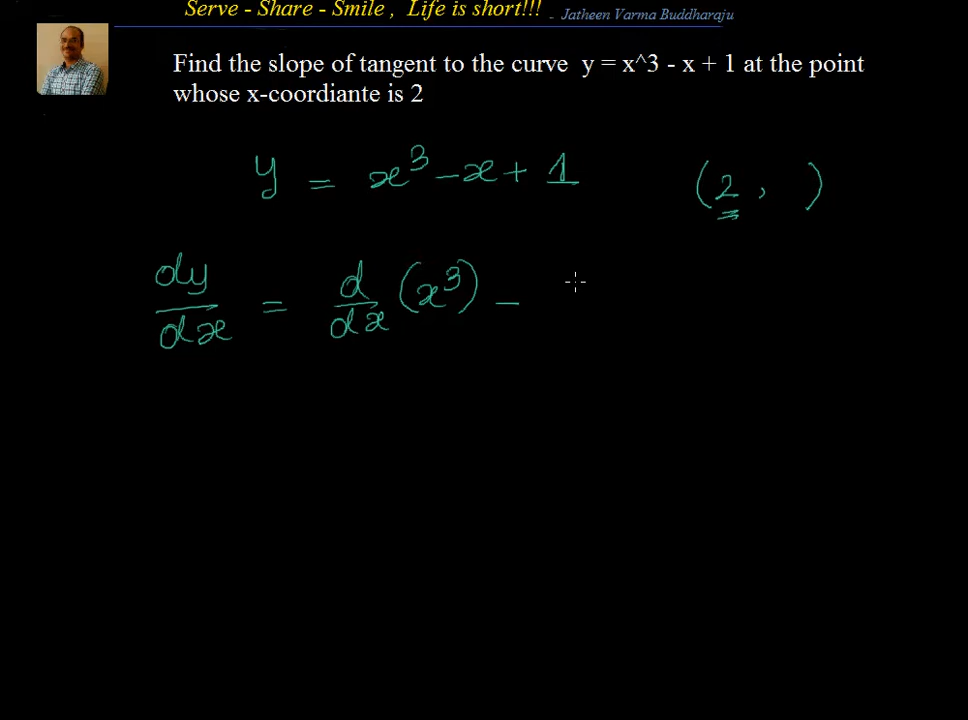 Serve - Share - Smile , Life is short!!! - Jatheen Varma Buddharaju
Find the slope of tangent to the curve y = x^3 - x + 1 at the point
whose x-coordiante is 2
y = x³ - x + 1 (2, )
dy/dx = d/dx (x³) -